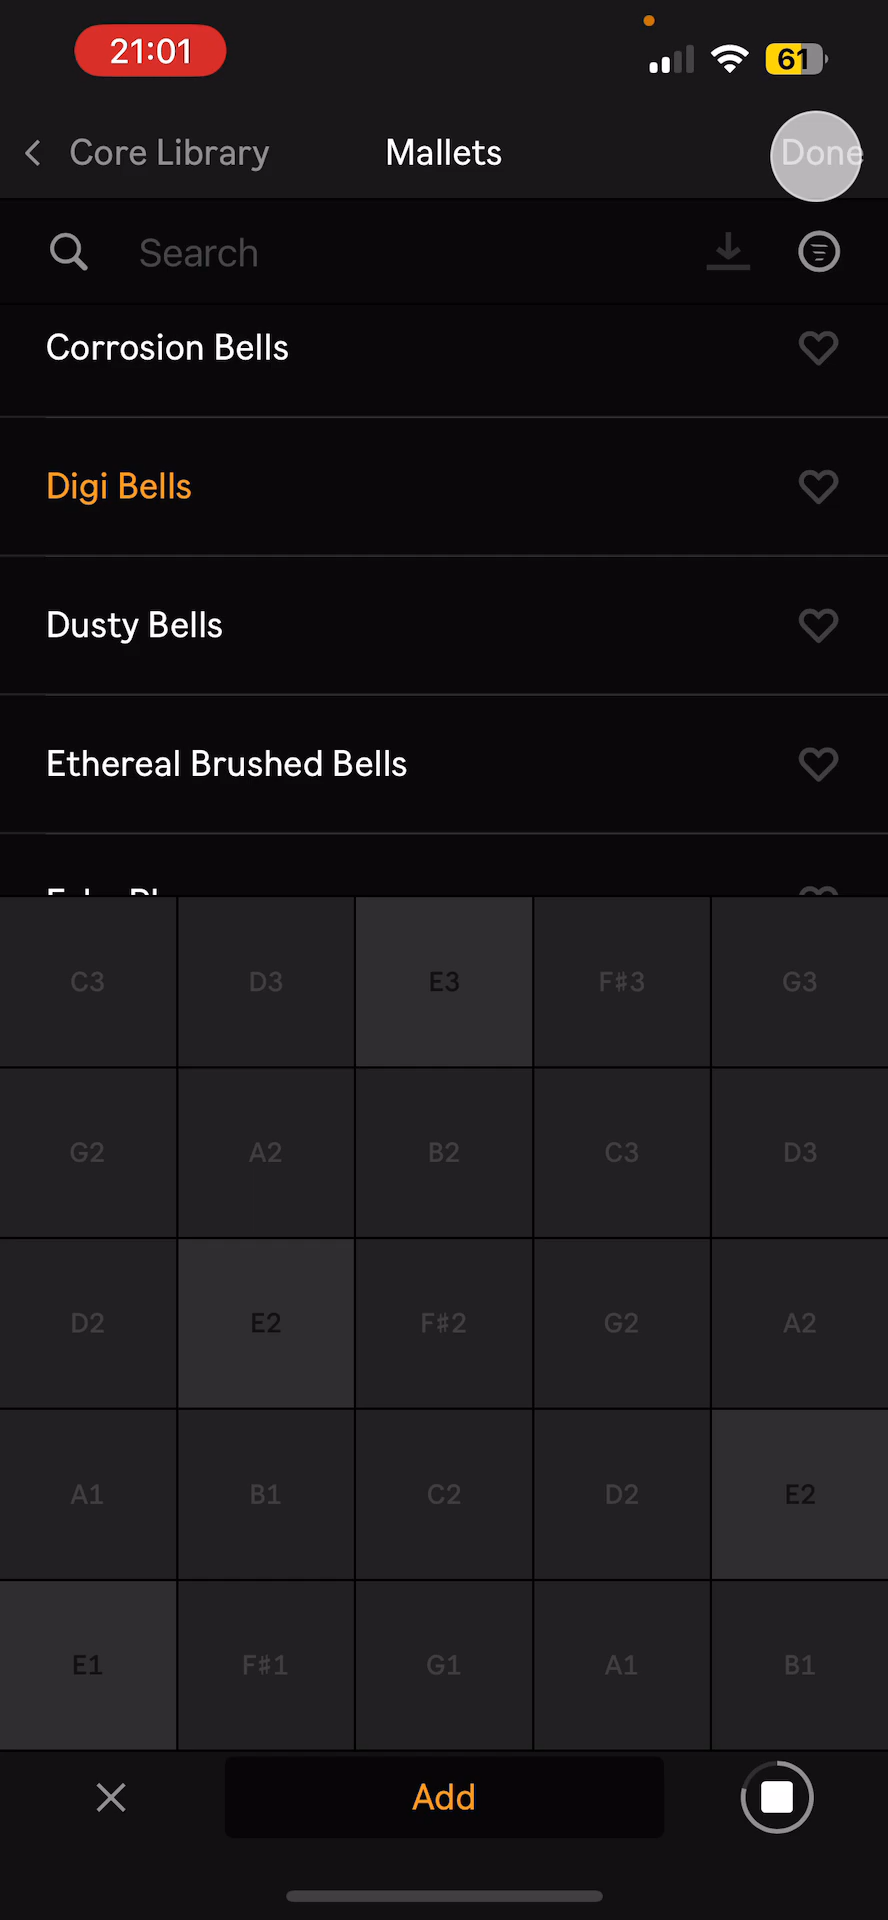 21:01
61
Core Library
Mallets
Done
Search
Corrosion Bells
Digi Bells
Dusty Bells
Ethereal Brushed Bells
C3 D3 E3 F♯3 G3
G2 A2 B2 C3 D3
D2 E2 F♯2 G2 A2
A1 B1 C2 D2 E2
E1 F♯1 G1 A1 B1
Add